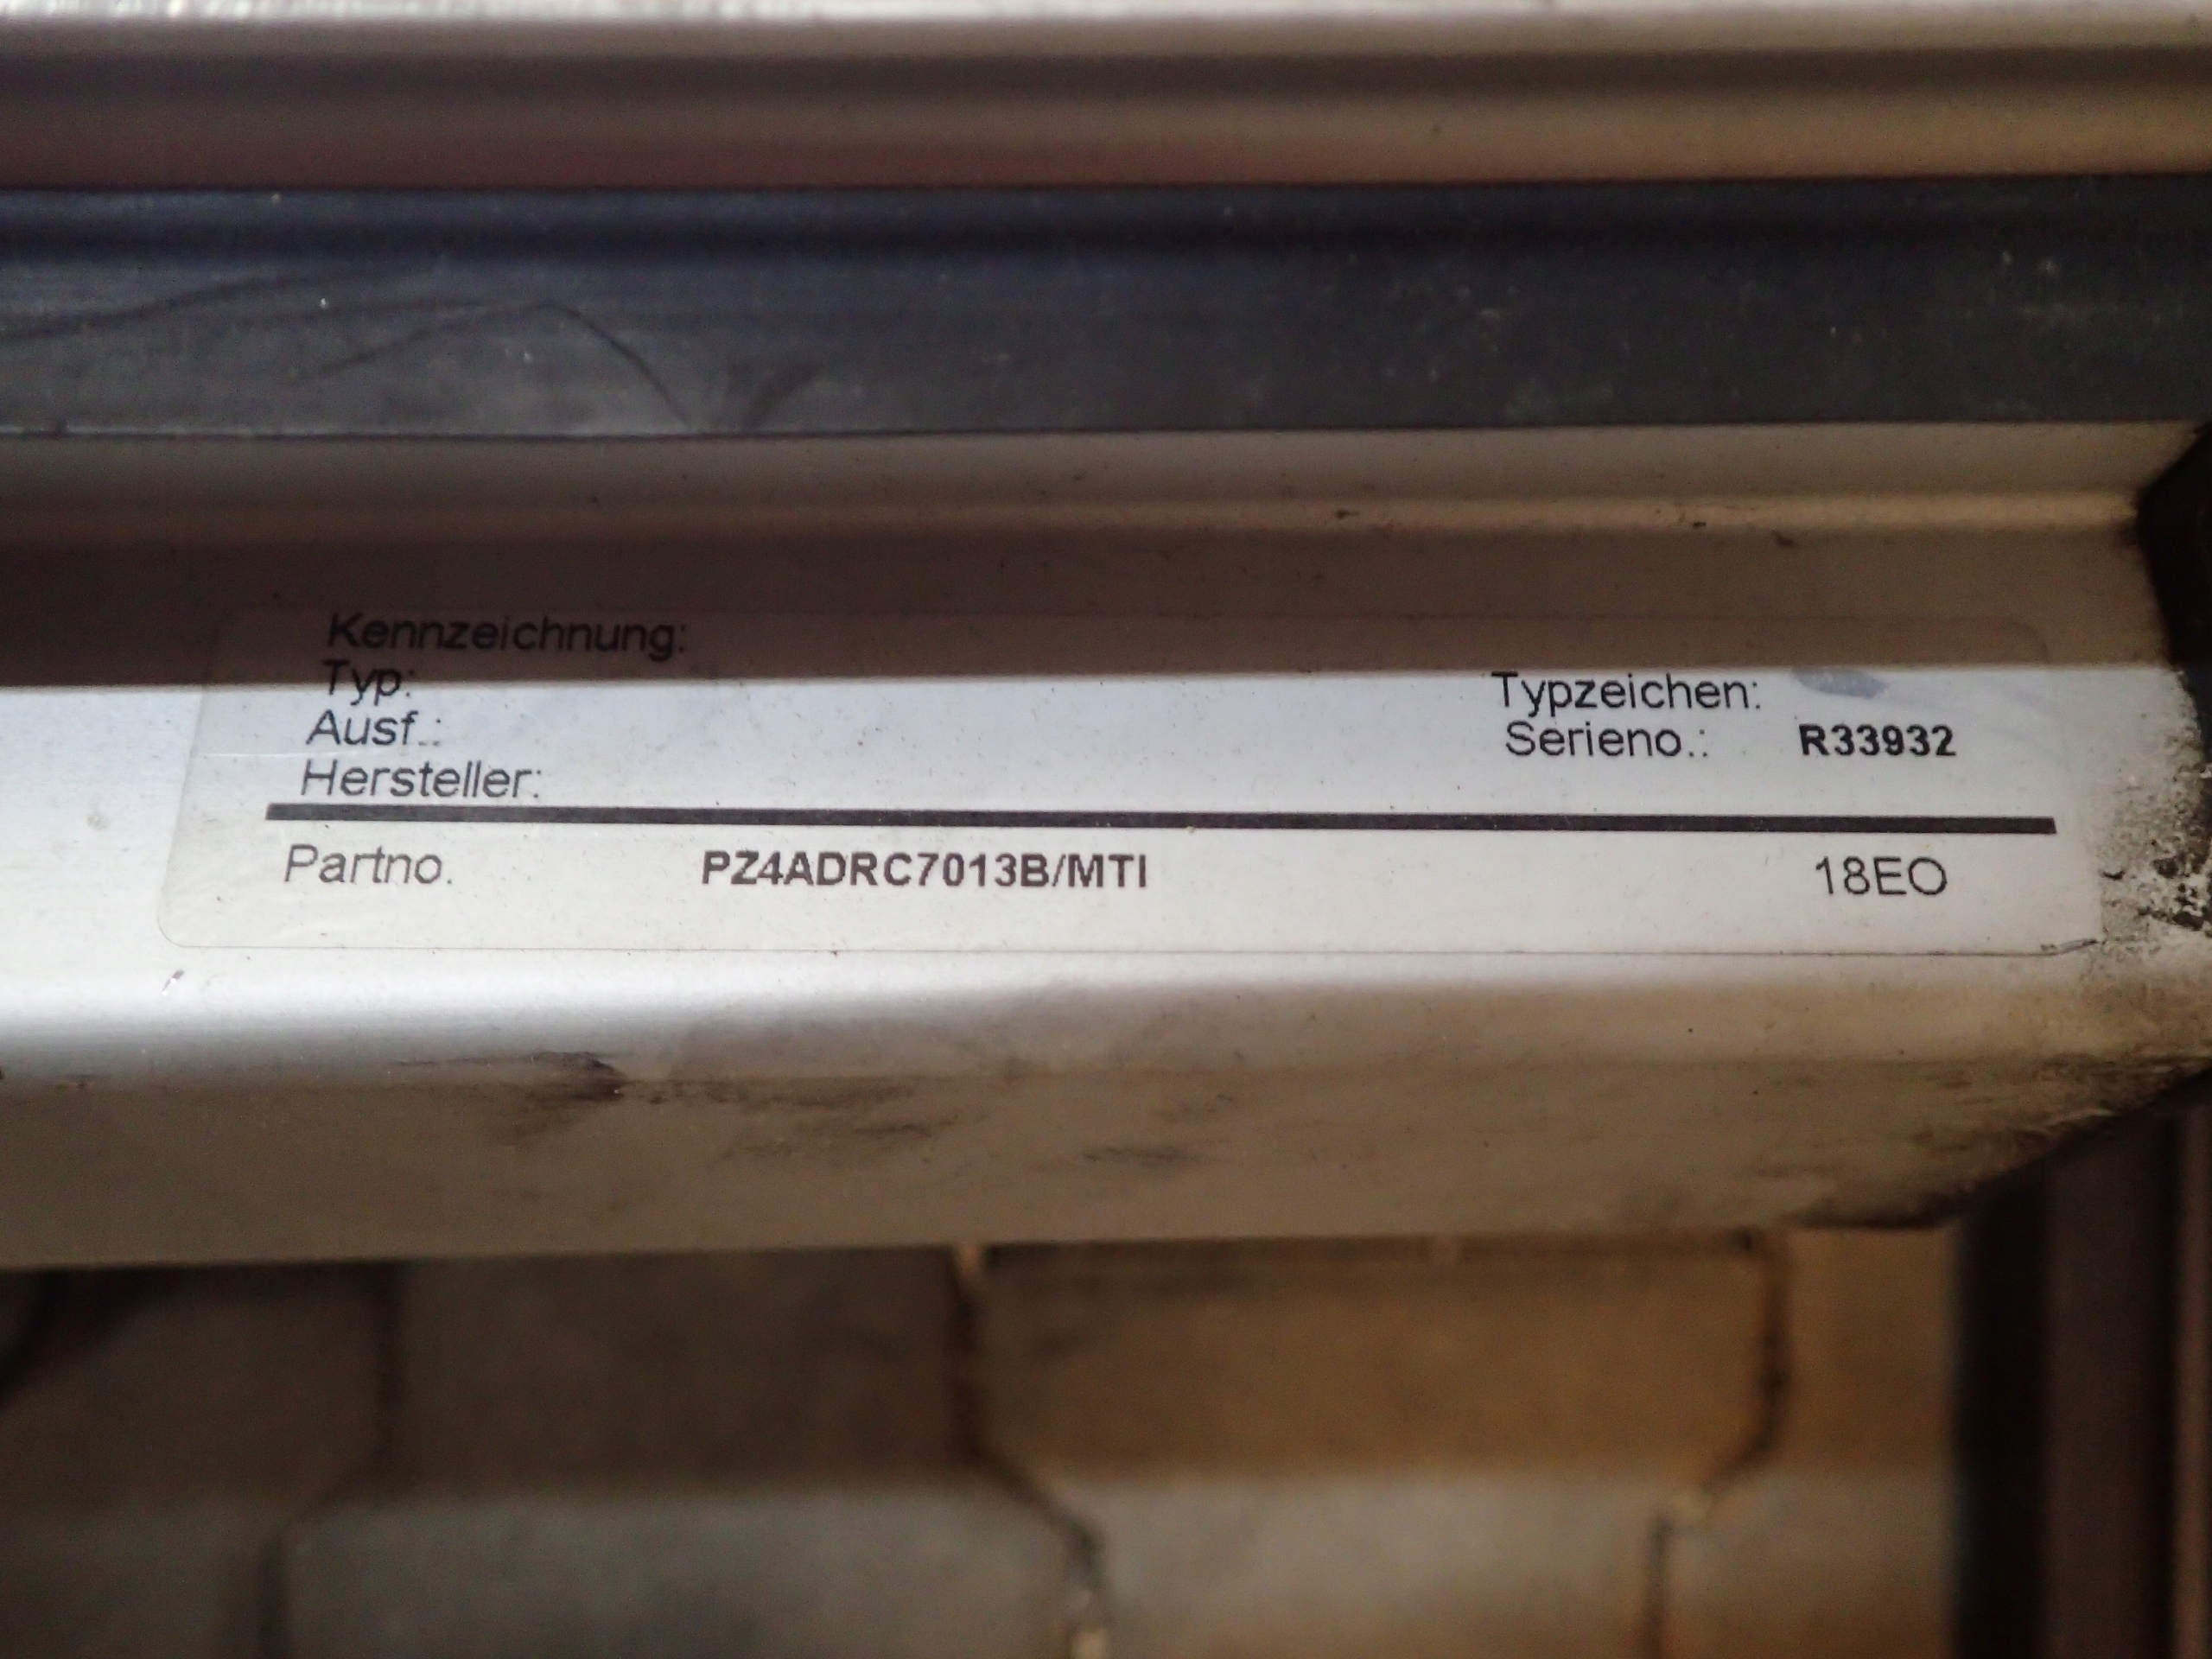 Kennzeichnung:
Typ: Typzeichen:
Ausf.: Serieno.: R33932
Hersteller:
Partno. PZ4ADRC7013B/MTI 18EO